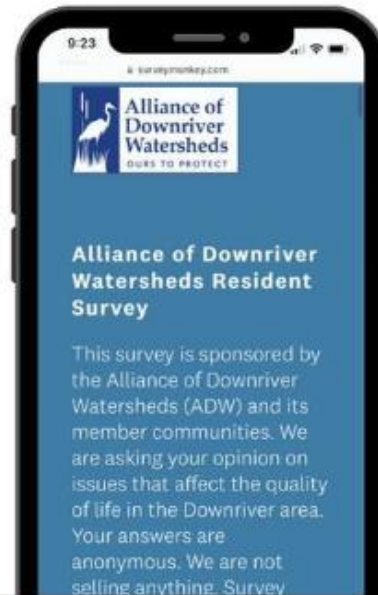 9:23
surveymonkey.com
Alliance of
Downriver
Watersheds
OURS TO PROTECT
Alliance of Downriver
Watersheds Resident
Survey
This survey is sponsored by
the Alliance of Downriver
Watersheds (ADW) and its
member communities. We
are asking your opinion on
issues that affect the quality
of life in the Downriver area.
Your answers are
anonymous. We are not
selling anything. Survey